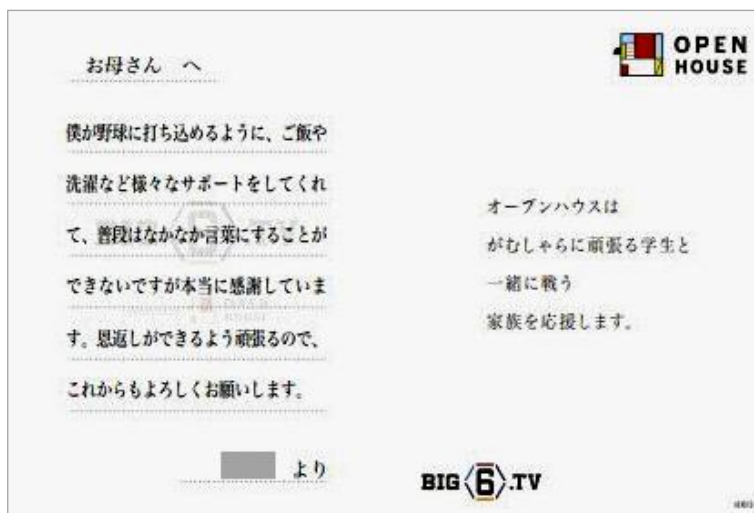 お母さん へ
僕が野球に打ち込めるように、ご飯や
洗濯など様々なサポートをしてくれ
て、普段はなかなか言葉にすることが
できないですが本当に感謝していま
す。恩返しができるよう頑張るので、
これからもよろしくお願いします。
より
OPEN
HOUSE
オープンハウスは
がむしゃらに頑張る学生と
一緒に戦う
家族を応援します。
BIG 6 .TV